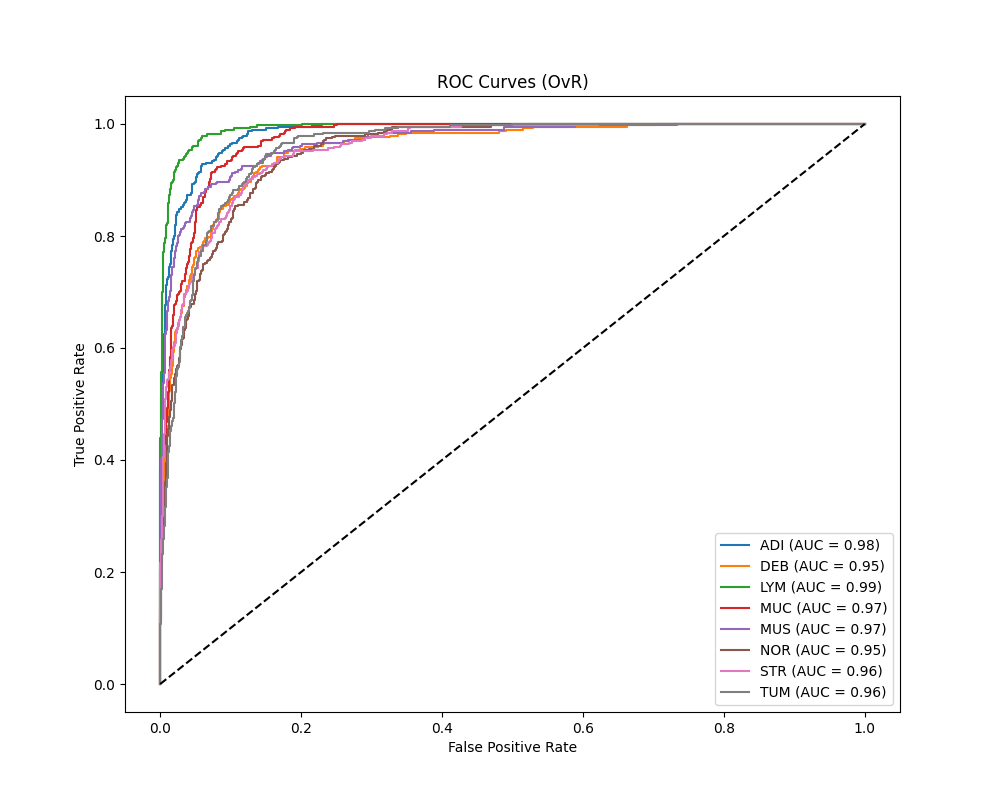 ROC Curves (OvR)
True Positive Rate
1.0
0.8
0.6
0.4
0.2
0.0
ADI (AUC = 0.98)
DEB (AUC = 0.95)
LYM (AUC = 0.99)
MUC (AUC = 0.97)
MUS (AUC = 0.97)
NOR (AUC = 0.95)
STR (AUC = 0.96)
TUM (AUC = 0.96)
0.0 0.2 0.4 0.6 0.8 1.0
False Positive Rate